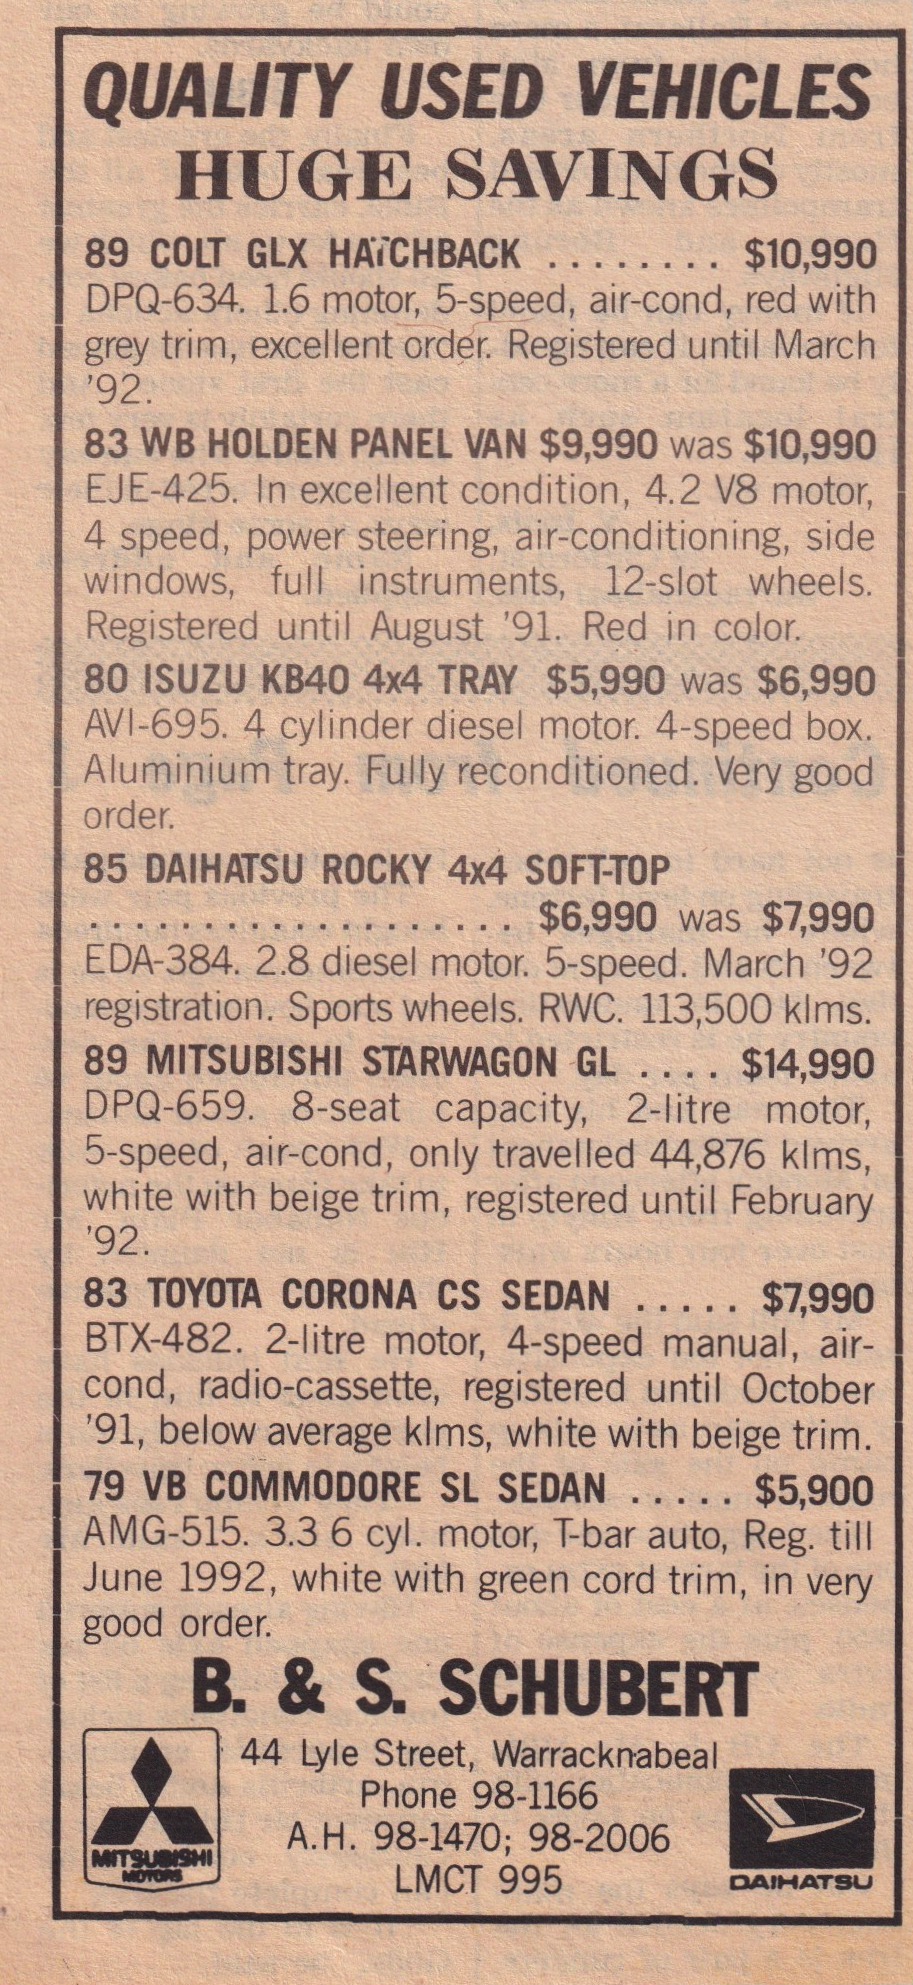 QUALITY USED VEHICLES
HUGE SAVINGS
89 COLT GLX HATCHBACK ........ $10,990
DPQ-634. 1.6 motor, 5-speed, air-cond, red with
grey trim, excellent order. Registered until March
'92.
83 WB HOLDEN PANEL VAN $9,990 was $10,990
EJE-425. In excellent condition, 4.2 V8 motor,
4 speed, power steering, air-conditioning, side
windows, full instruments, 12-slot wheels.
Registered until August '91. Red in color.
80 ISUZU KB40 4x4 TRAY $5,990 was $6,990
AVI-695. 4 cylinder diesel motor. 4-speed box.
Aluminium tray. Fully reconditioned. Very good
order.
85 DAIHATSU ROCKY 4x4 SOFT-TOP
................... $6,990 was $7,990
EDA-384. 2.8 diesel motor. 5-speed. March '92
registration. Sports wheels. RWC. 113,500 klms.
89 MITSUBISHI STARWAGON GL .... $14,990
DPQ-659. 8-seat capacity, 2-litre motor,
5-speed, air-cond, only travelled 44,876 klms,
white with beige trim, registered until February
'92.
83 TOYOTA CORONA CS SEDAN ..... $7,990
BTX-482. 2-litre motor, 4-speed manual, air-
cond, radio-cassette, registered until October
'91, below average klms, white with beige trim.
79 VB COMMODORE SL SEDAN ..... $5,900
AMG-515. 3.3 6 cyl. motor, T-bar auto, Reg. till
June 1992, white with green cord trim, in very
good order.
B. & S. SCHUBERT
44 Lyle Street, Warracknabeal
Phone 98-1166
A.H. 98-1470; 98-2006
LMCT 995
MITSUBISHI
MOTORS
DAIHATSU